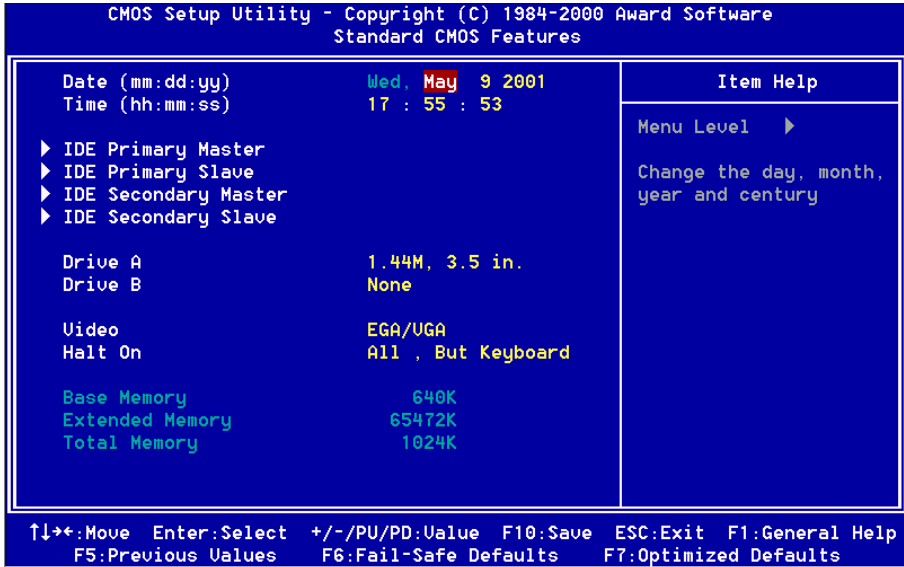 CMOS Setup Utility - Copyright (C) 1984-2000 Award Software
Standard CMOS Features
Date (mm:dd:yy) Wed, May 9 2001
Time (hh:mm:ss) 17 : 55 : 53
IDE Primary Master
IDE Primary Slave
IDE Secondary Master
IDE Secondary Slave
Drive A 1.44M, 3.5 in.
Drive B None
Video EGA/VGA
Halt On All , But Keyboard
Base Memory 640K
Extended Memory 65472K
Total Memory 1024K
Item Help
Menu Level
Change the day, month,
year and century
↑↓→←:Move Enter:Select +/-/PU/PD:Value F10:Save ESC:Exit F1:General Help
F5:Previous Values F6:Fail-Safe Defaults F7:Optimized Defaults